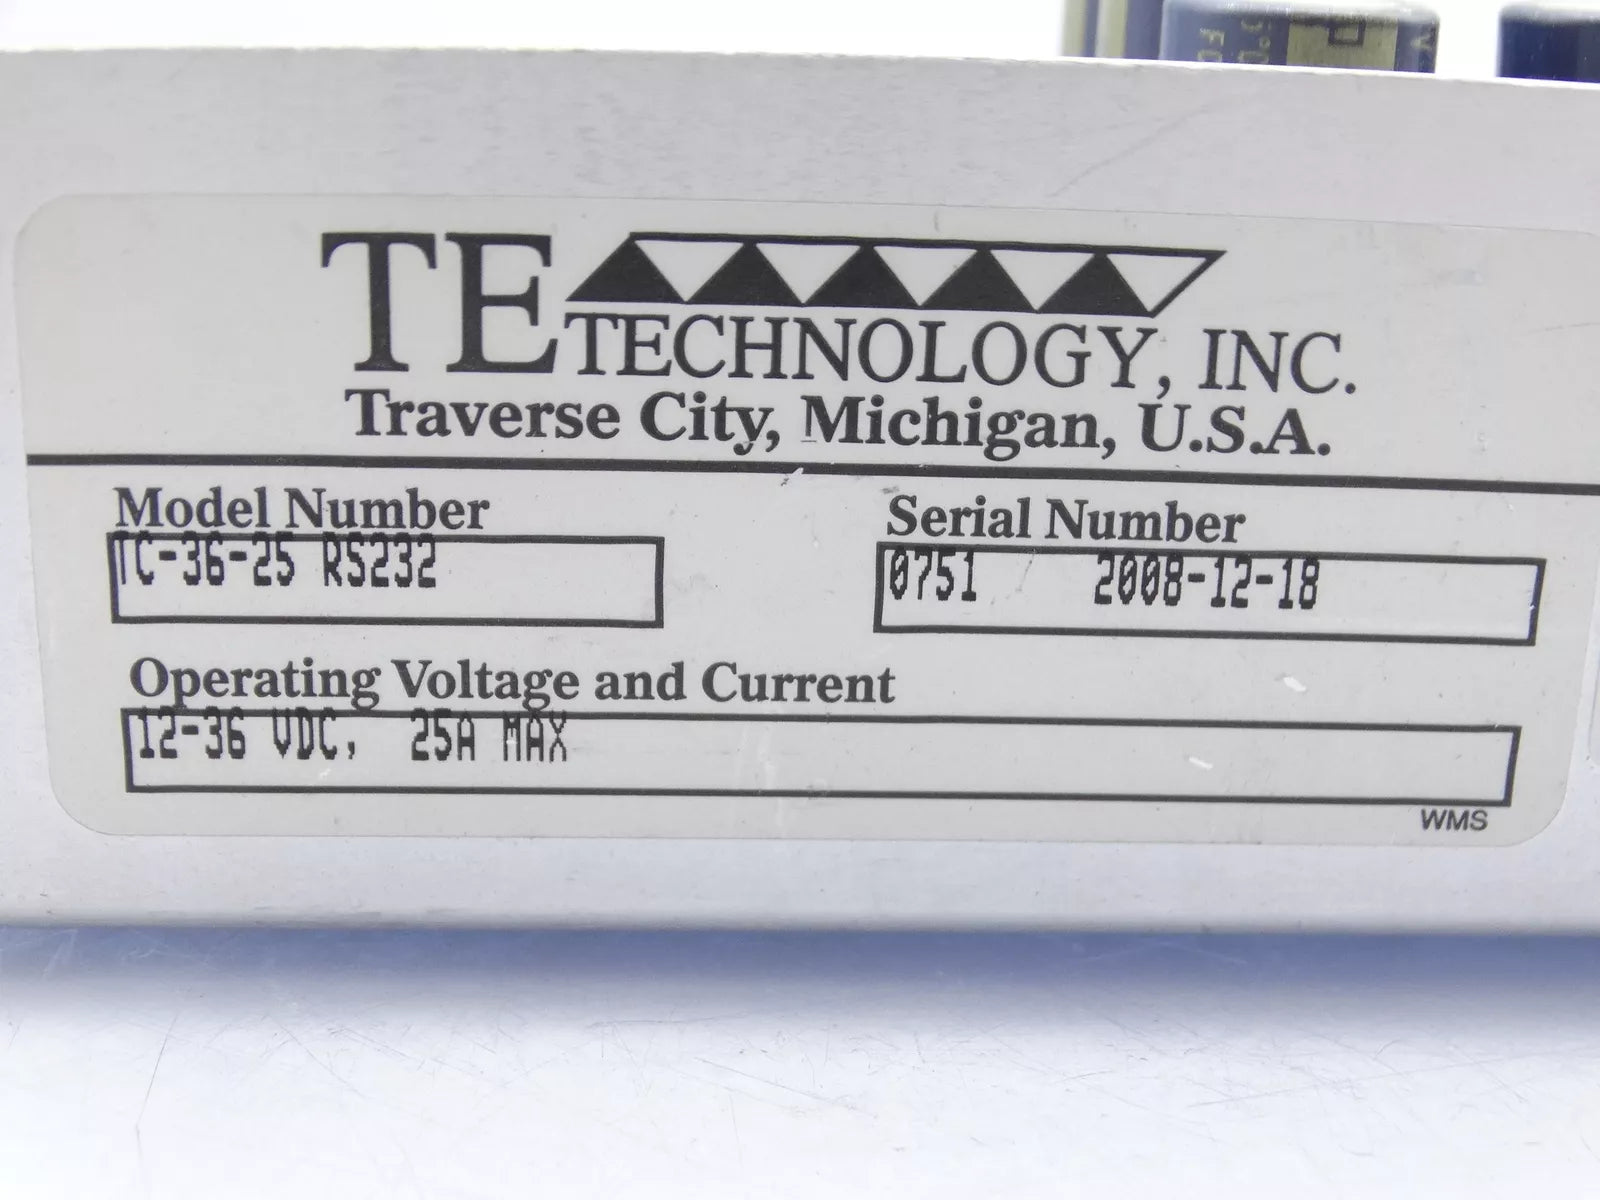 TE TECHNOLOGY, INC.
Traverse City, Michigan, U.S.A.
Model Number
TC-36-25 RS232
Serial Number
0751 2008-12-18
Operating Voltage and Current
12-36 VDC, 25A MAX
WMS